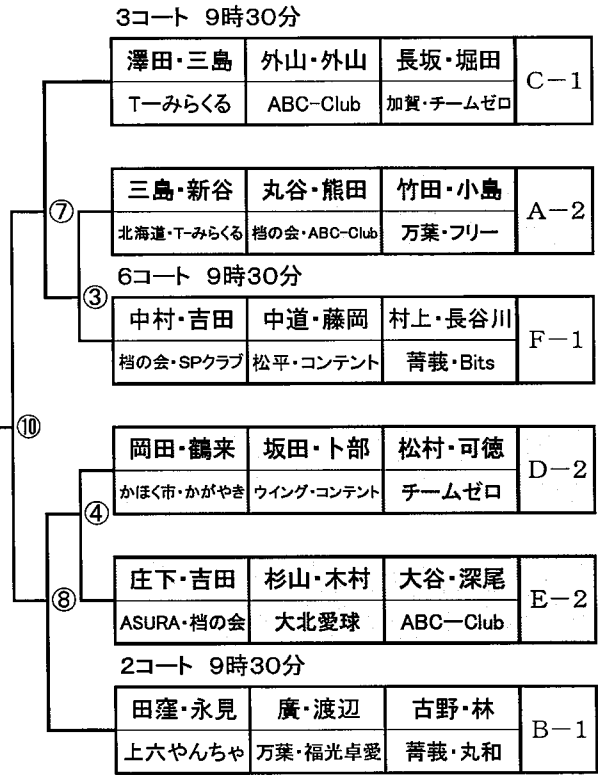 3コート 9時30分
澤田・三島 外山・外山 長坂・堀田 C-1
T-みらくる ABC-Club 加賀・チームゼロ
三島・新谷 丸谷・熊田 竹田・小島 A-2
北海道・T-みらくる 档の会・ABC-Club 万葉・フリー
⑦
6コート 9時30分
③
中村・吉田 中道・藤岡 村上・長谷川 F-1
档の会・SPクラブ 松平・コンテント 菁莪・Bits
⑩
岡田・鶴来 坂田・卜部 松村・可徳 D-2
かほく市・かがやき ウイング・コンテント チームゼロ
④
庄下・吉田 杉山・木村 大谷・深尾 E-2
⑧
ASURA・档の会 大北愛球 ABC-Club
2コート 9時30分
田窪・永見 廣・渡辺 古野・林 B-1
上六やんちゃ 万葉・福光卓愛 菁莪・丸和